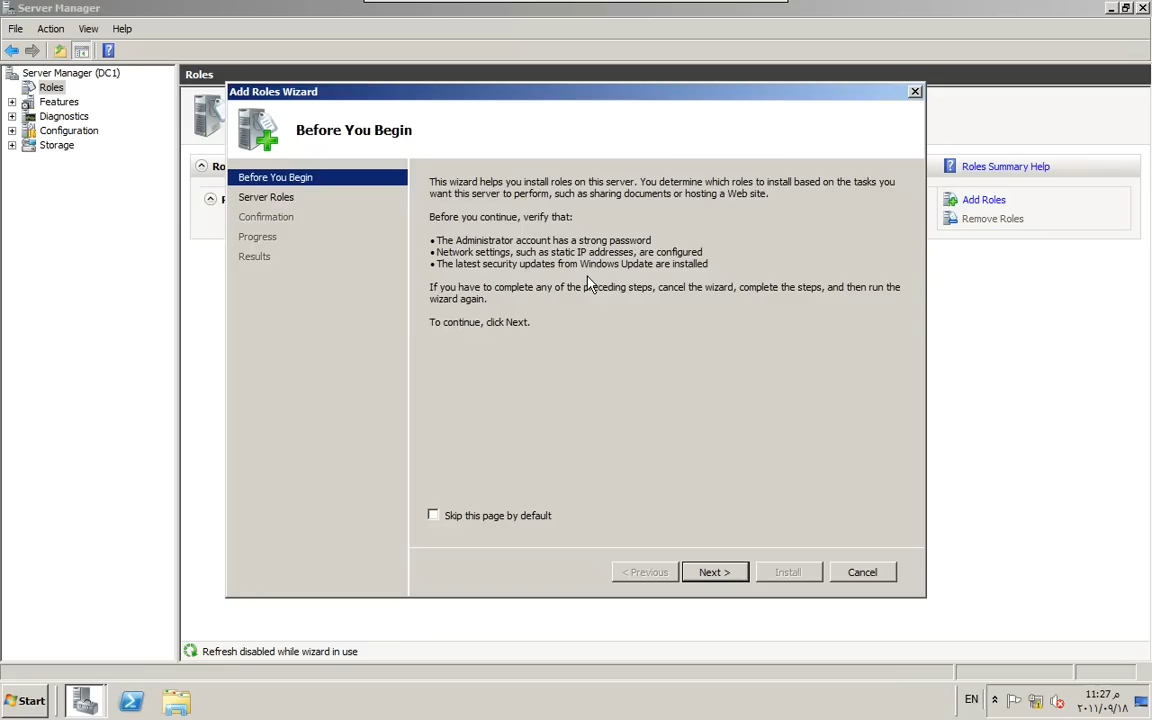 Server Manager
File Action View Help
Server Manager (DC1)
Roles
Features
Diagnostics
Configuration
Storage
Roles
Ro
Roles Summary Help
Add Roles
Remove Roles
Add Roles Wizard
Before You Begin
Before You Begin
Server Roles
Confirmation
Progress
Results
This wizard helps you install roles on this server. You determine which roles to install based on the tasks you
want this server to perform, such as sharing documents or hosting a Web site.
Before you continue, verify that:
• The Administrator account has a strong password
• Network settings, such as static IP addresses, are configured
• The latest security updates from Windows Update are installed
If you have to complete any of the preceding steps, cancel the wizard, complete the steps, and then run the
wizard again.
To continue, click Next.
Skip this page by default
< Previous Next > Install Cancel
Refresh disabled while wizard in use
Start
EN
11:27 م
٢٠١١/٠٩/١٨